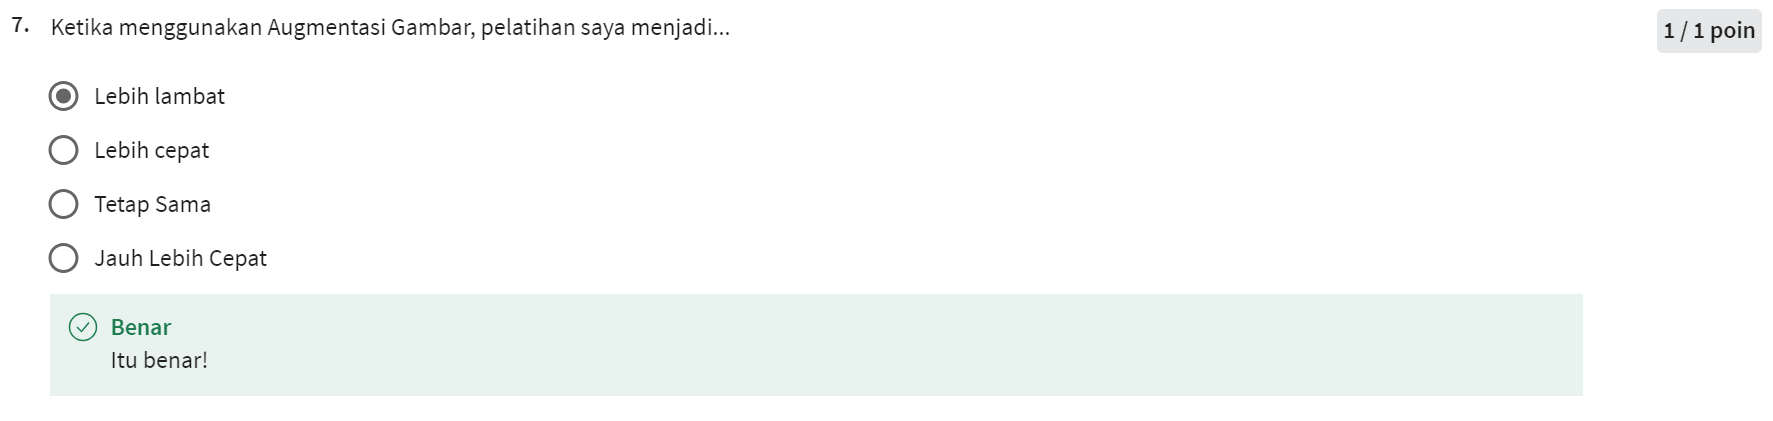 7. Ketika menggunakan Augmentasi Gambar, pelatihan saya menjadi...
1 / 1 poin
Lebih lambat
Lebih cepat
Tetap Sama
Jauh Lebih Cepat
Benar
Itu benar!